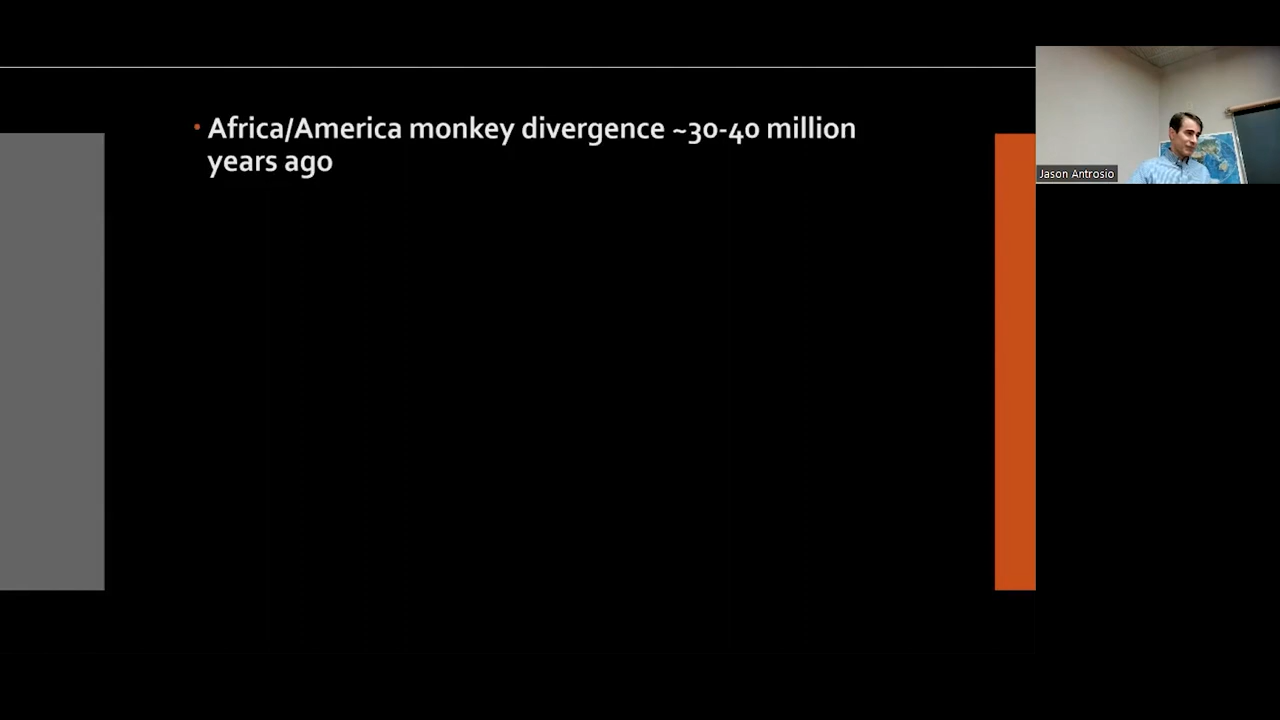 • Africa/America monkey divergence ~30-40 million
years ago
Jason Antrosio